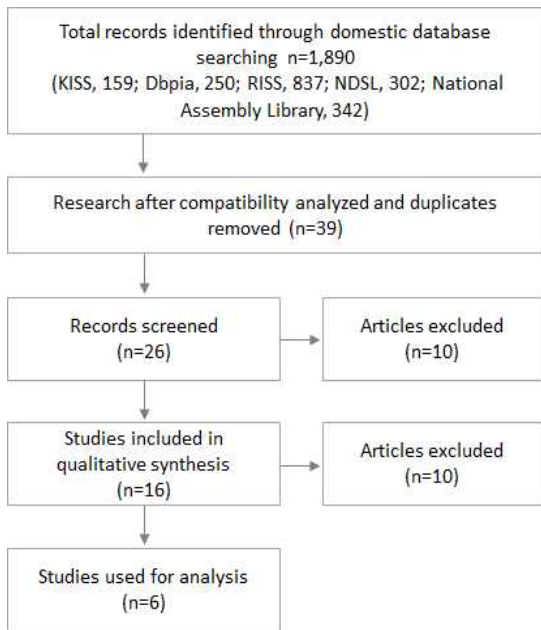 Total records identified through domestic database
searching n=1,890
(KISS, 159; Dbpia, 250; RISS, 837; NDSL, 302; National
Assembly Library, 342)
Research after compatibility analyzed and duplicates
removed (n=39)
Records screened
(n=26)
Articles excluded
(n=10)
Studies included in
qualitative synthesis
(n=16)
Articles excluded
(n=10)
Studies used for analysis
(n=6)